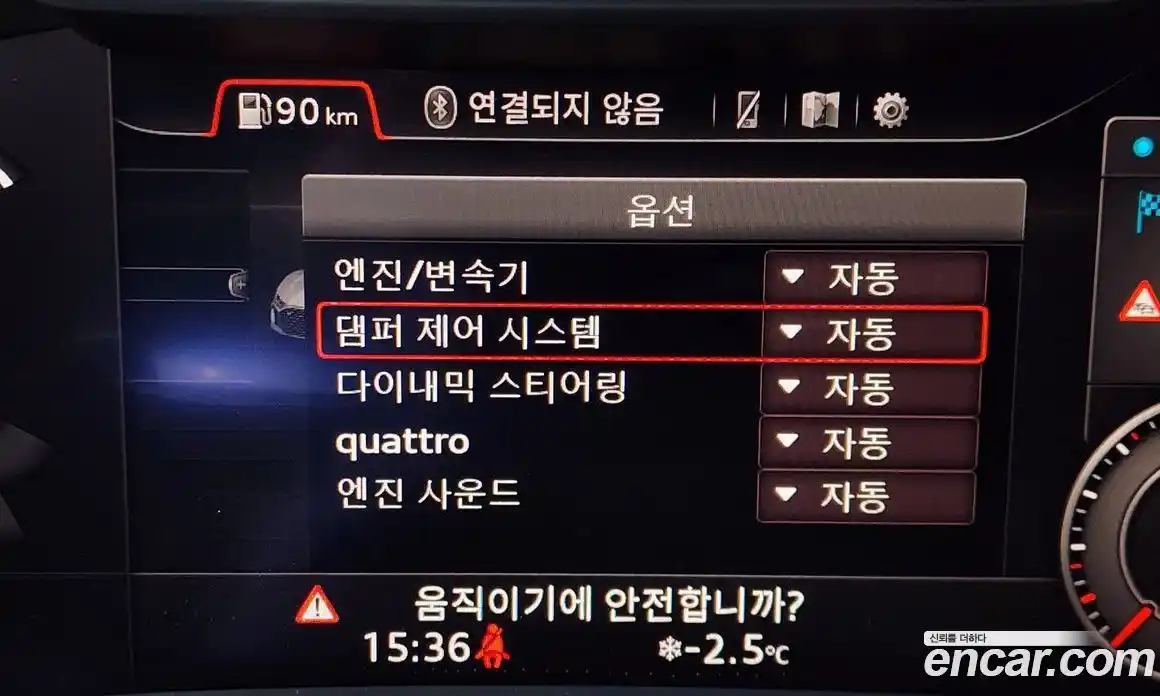 90 km 연결되지 않음
옵션
엔진/변속기 자동
댐퍼 제어 시스템 자동
다이내믹 스티어링 자동
quattro 자동
엔진 사운드 자동
움직이기에 안전합니까?
15:36 -2.5°C
신뢰를 더하다
encar.com